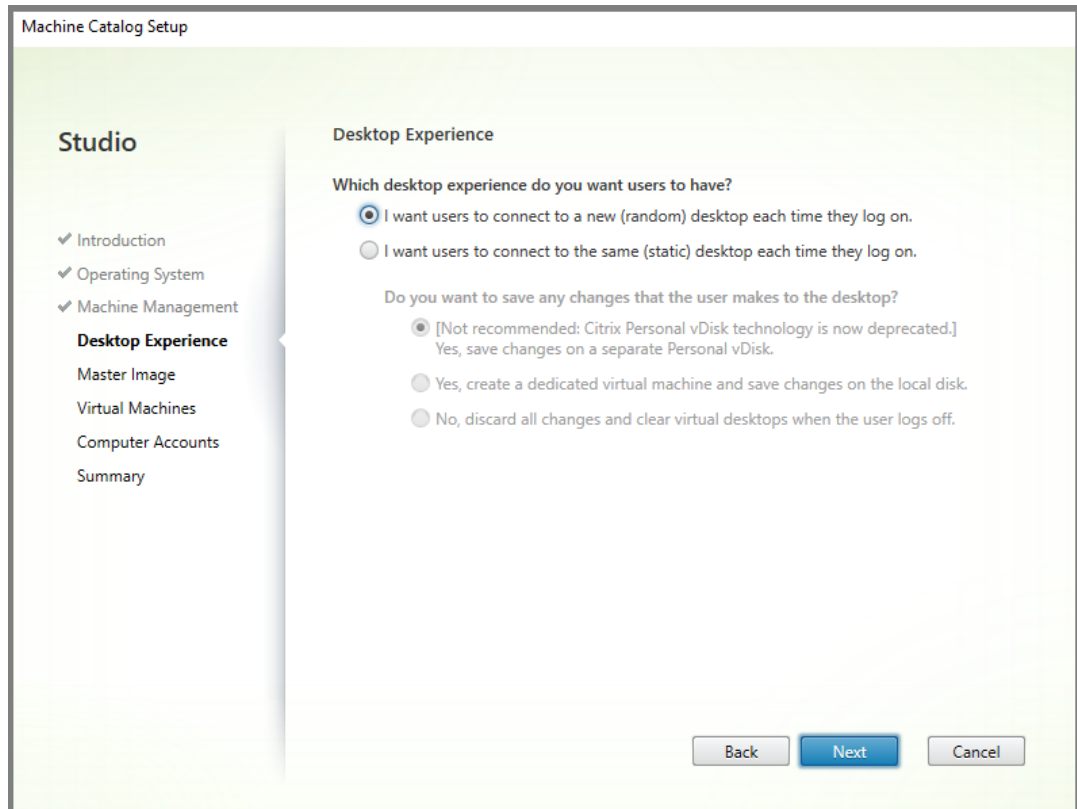 Machine Catalog Setup
Studio
Introduction
Operating System
Machine Management
Desktop Experience
Master Image
Virtual Machines
Computer Accounts
Summary
Desktop Experience
Which desktop experience do you want users to have?
I want users to connect to a new (random) desktop each time they log on.
I want users to connect to the same (static) desktop each time they log on.
Do you want to save any changes that the user makes to the desktop?
[Not recommended: Citrix Personal vDisk technology is now deprecated.]
Yes, save changes on a separate Personal vDisk.
Yes, create a dedicated virtual machine and save changes on the local disk.
No, discard all changes and clear virtual desktops when the user logs off.
Back
Next
Cancel